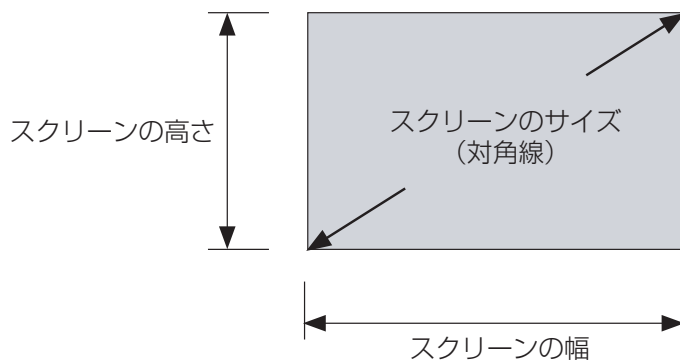 スクリーンの高さ
スクリーンのサイズ
（対角線）
スクリーンの幅